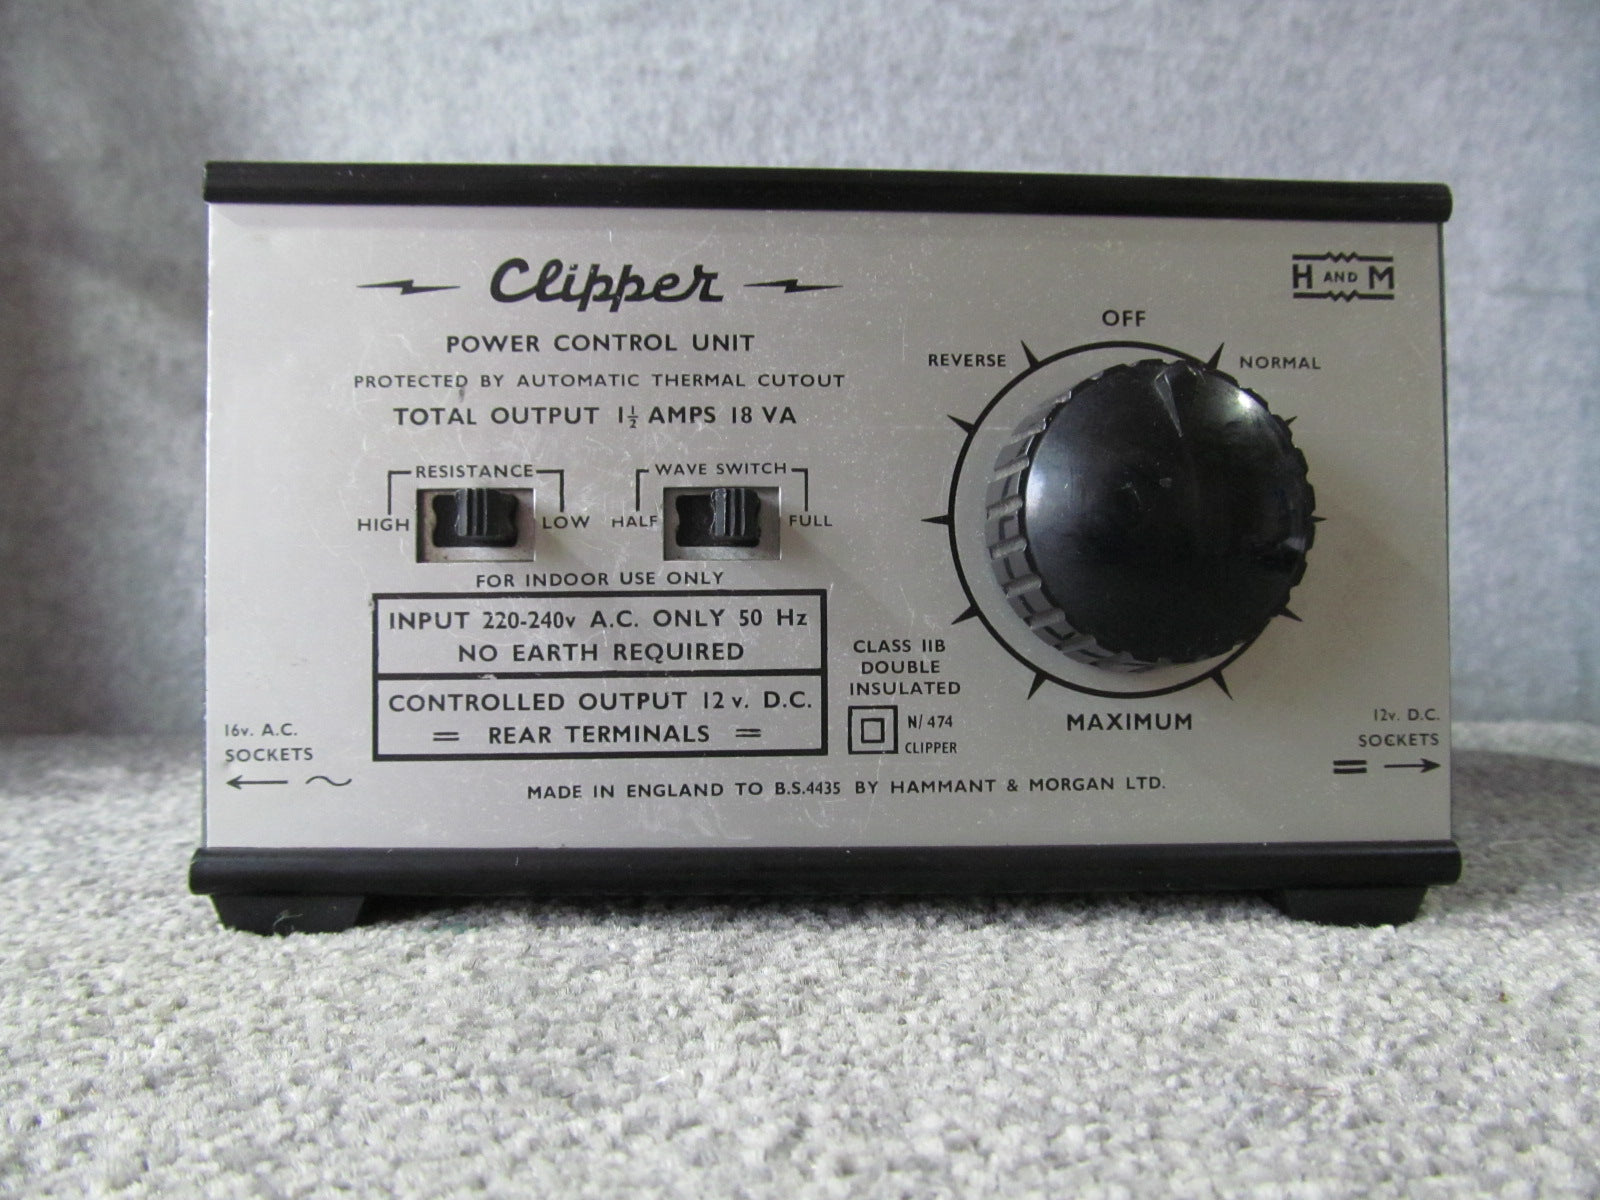 Clipper
H AND M
POWER CONTROL UNIT
PROTECTED BY AUTOMATIC THERMAL CUTOUT
TOTAL OUTPUT 1½ AMPS 18 VA
RESISTANCE
HIGH LOW
WAVE SWITCH
HALF FULL
FOR INDOOR USE ONLY
INPUT 220-240v A.C. ONLY 50 Hz
NO EARTH REQUIRED
CONTROLLED OUTPUT 12 v. D.C.
= REAR TERMINALS =
OFF
REVERSE NORMAL
MAXIMUM
CLASS IIB
DOUBLE
INSULATED
N/474
CLIPPER
16v. A.C.
SOCKETS
← ~
12v. D.C.
SOCKETS
= →
MADE IN ENGLAND TO B.S.4435 BY HAMMANT & MORGAN LTD.